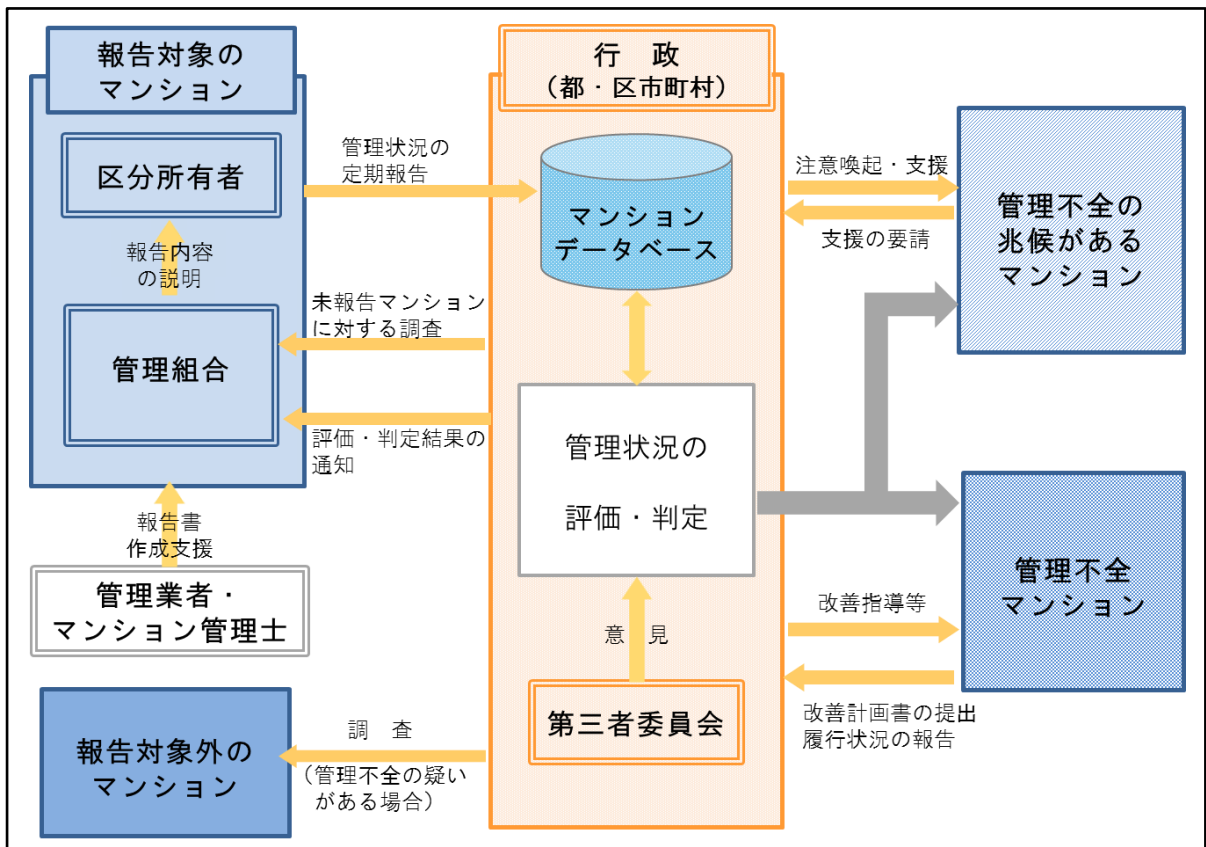 報告対象の
マンション
区分所有者
報告内容
の説明
管理組合
報告書
作成支援
管理業者・
マンション管理士
報告対象外の
マンション
管理状況の
定期報告
未報告マンション
に対する調査
評価・判定結果の
通知
調　査
（管理不全の疑い
がある場合）
行　政
（都・区市町村）
マンション
データベース
管理状況の
評価・判定
意　見
第三者委員会
注意喚起・支援
支援の要請
管理不全の
兆候がある
マンション
管理不全
マンション
改善指導等
改善計画書の提出
履行状況の報告